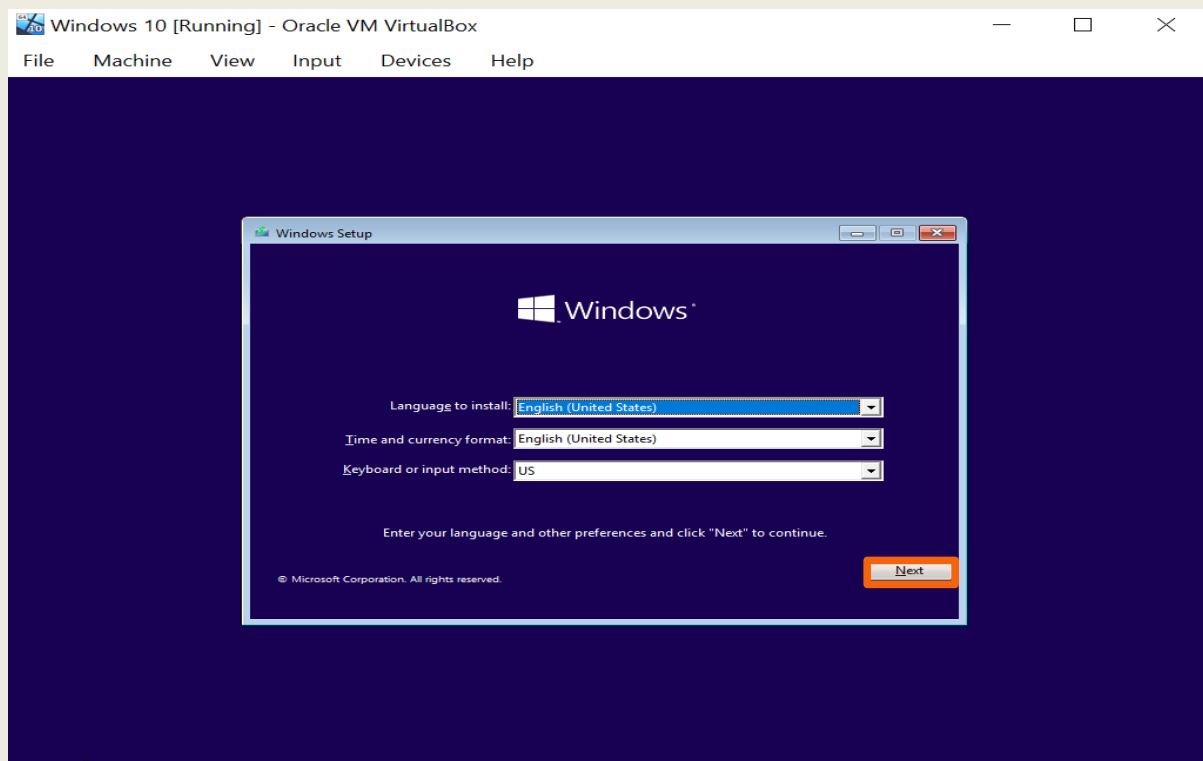 Windows 10 [Running] - Oracle VM VirtualBox
File Machine View Input Devices Help
Windows Setup
Windows
Language to install: English (United States)
Time and currency format: English (United States)
Keyboard or input method: US
Enter your language and other preferences and click "Next" to continue.
Next
© Microsoft Corporation. All rights reserved.